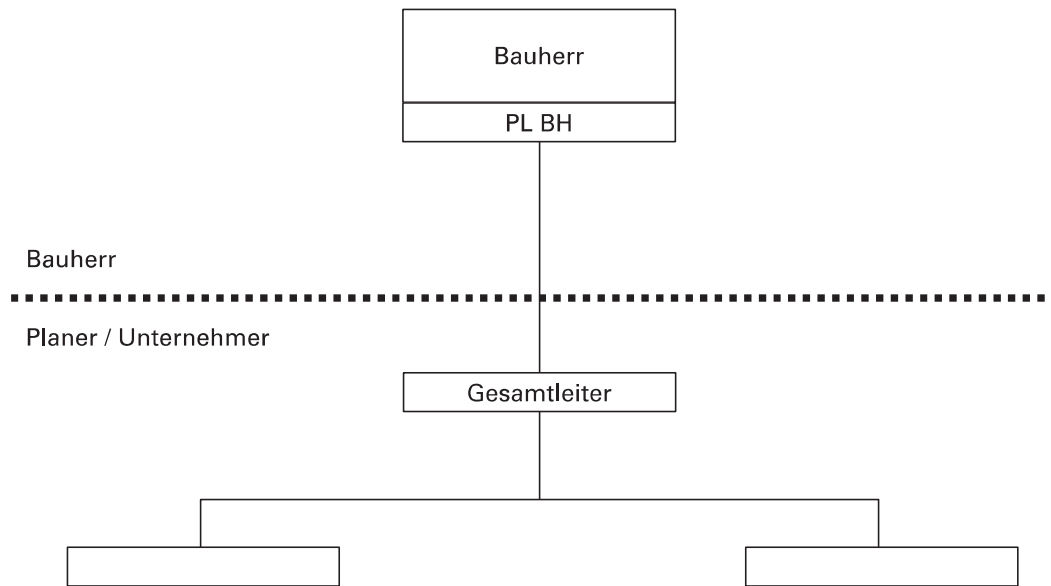 Bauherr
PL BH
Bauherr
Planer / Unternehmer
Gesamtleiter